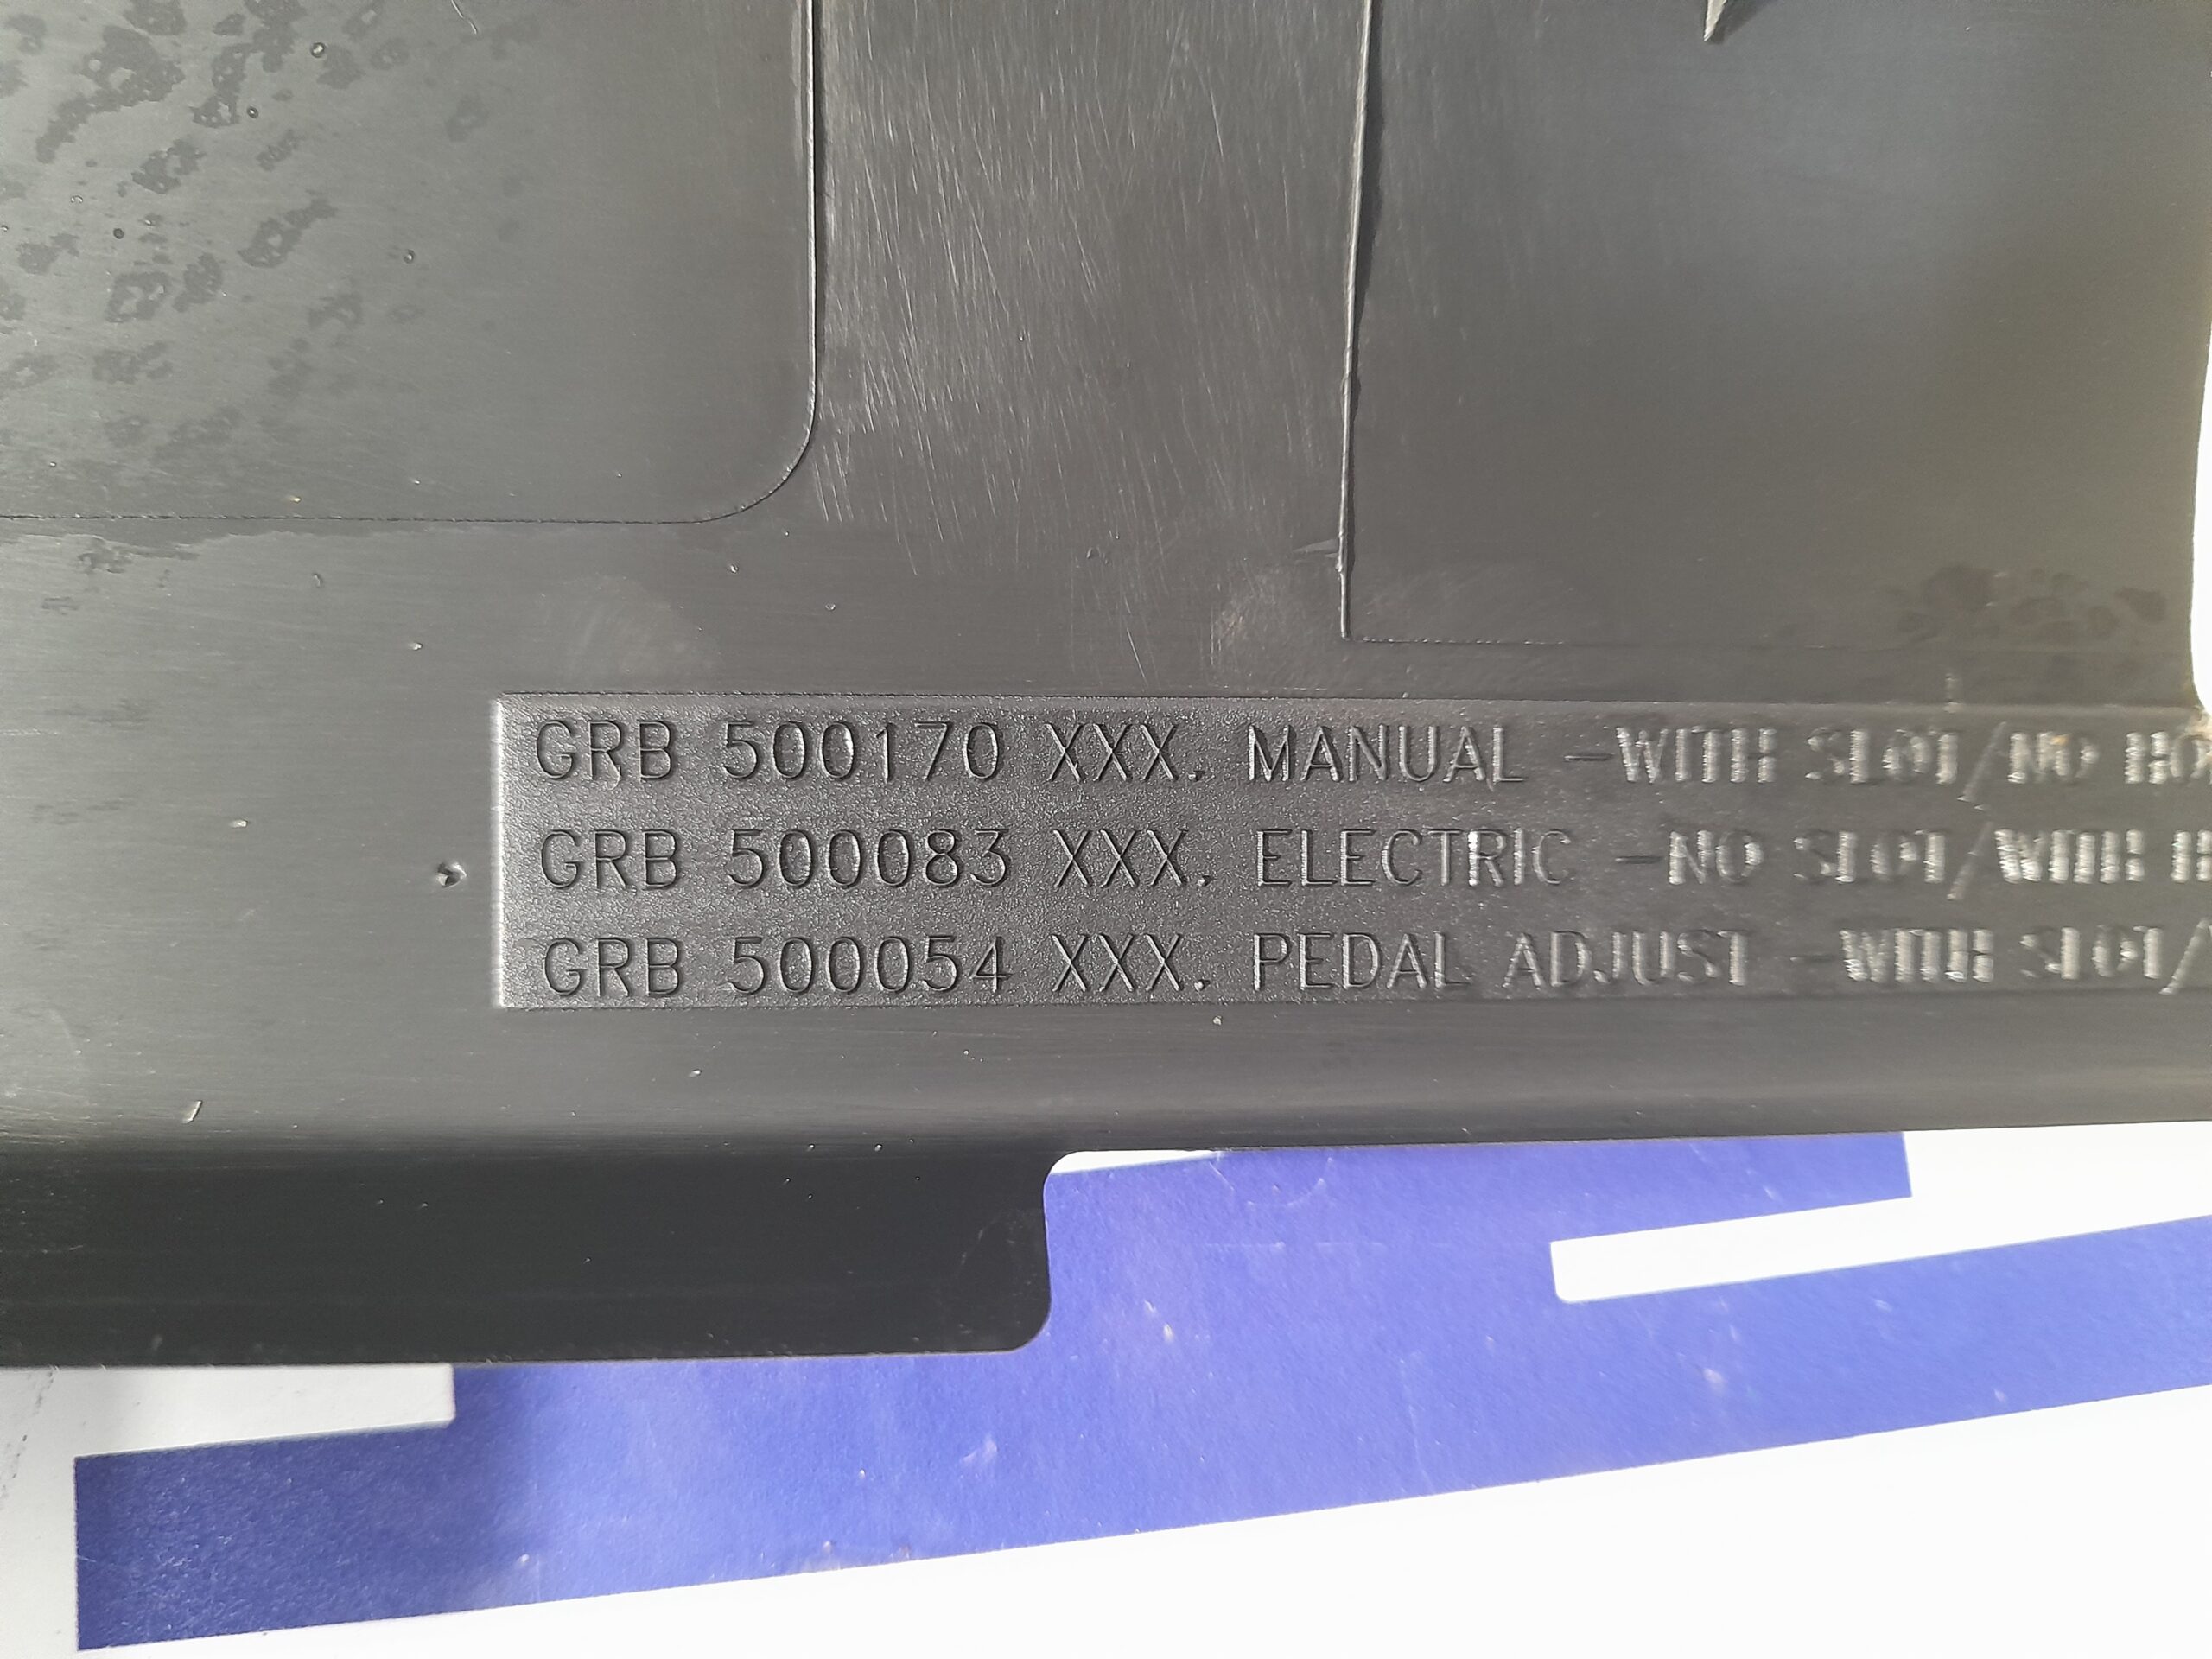 GRB 500170 XXX. MANUAL -WITH SLOT/NO HO
GRB 500083 XXX. ELECTRIC -NO SLOT/WITH H
GRB 500054 XXX. PEDAL ADJUST -WITH SLOT/